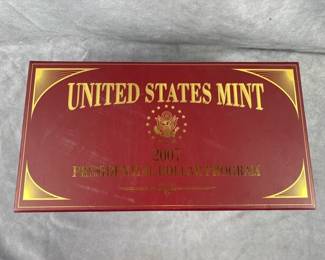 UNITED STATES MINT
2007
PRESIDENTIAL DOLLAR PROGRAM